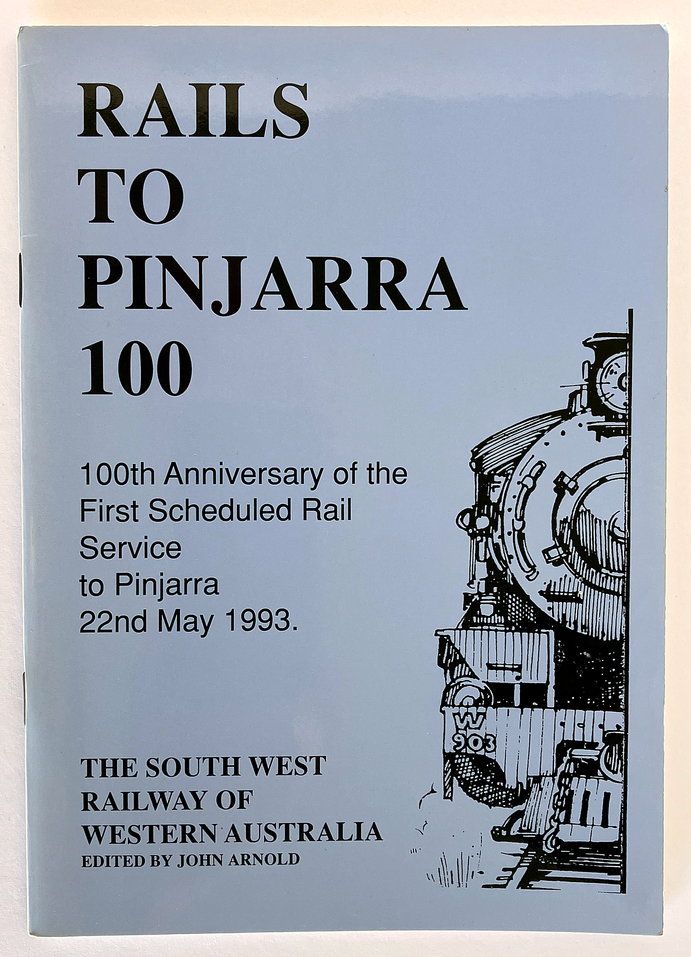 RAILS
TO
PINJARRA
100
100th Anniversary of the
First Scheduled Rail
Service
to Pinjarra
22nd May 1993.
W
903
THE SOUTH WEST
RAILWAY OF
WESTERN AUSTRALIA
EDITED BY JOHN ARNOLD